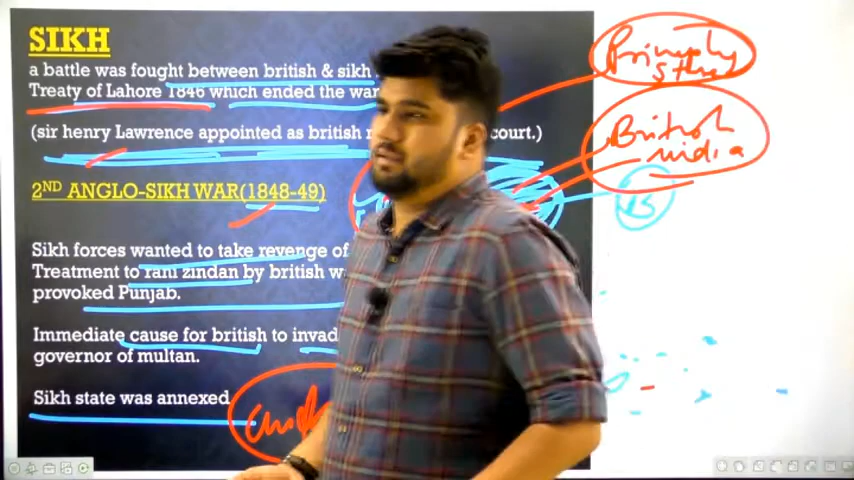 SIKH
a battle was fought between british & sikh
Treaty of Lahore 1846 which ended the war
(sir henry Lawrence appointed as british court.)
2ND ANGLO-SIKH WAR(1848-49)
Sikh forces wanted to take revenge of
Treatment to rani zindan by british
provoked Punjab.
Immediate cause for british to
governor of multan.
Sikh state was annexed
British
india